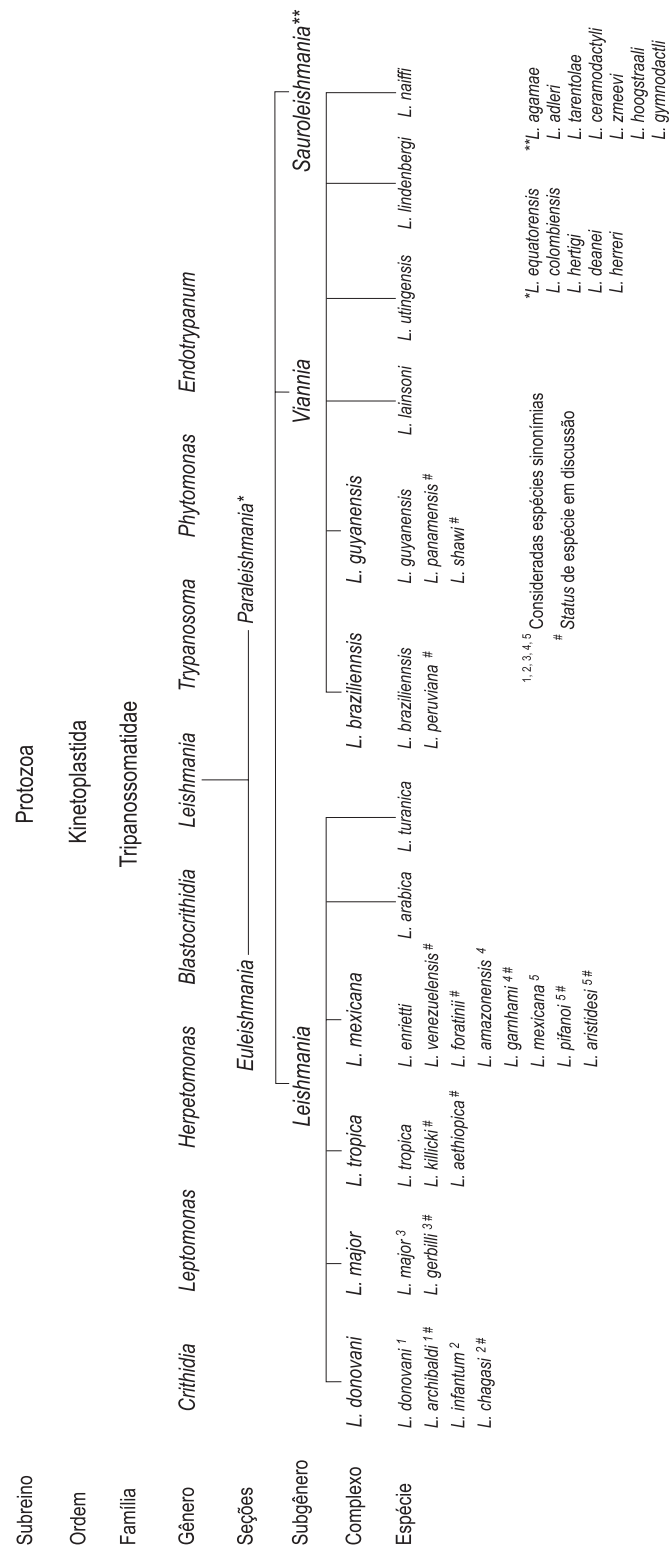 Subreino Protozoa
Ordem Kinetoplastida
Família Tripanossomatidae
Gênero Crithidia Leptomonas Herpetomonas Blastocrithidia Leishmania Trypanosoma Phytomonas Endotrypanum
Seções Euleishmania Paraleishmania*
Subgênero Leishmania Viannia Sauroleishmania**
Complexo L. donovani L. major L. tropica L. mexicana L. braziliennsis L. guyanensis
Espécie L. donovani 1 L. major 3 L. tropica L. enrietti L. arabica L. turanica L. braziliennsis L. guyanensis L. lainsoni L. utingensis L. lindenbergi L. naiffi
L. archibaldi 1 # L. gerbilli 3 # L. killicki # L. venezuelensis # L. peruviana # L. panamensis #
L. infantum 2 L. aethiopica # L. foratinii # L. shawi #
L. chagasi 2 # L. amazonensis 4
L. garnhami 4 #
L. mexicana 5
L. pifanoi 5 #
L. aristidesi 5 #
1, 2, 3, 4, 5 Consideradas espécies sinonímias
# Status de espécie em discussão
*L. equatorensis
L. colombiensis
L. hertigi
L. deanei
L. herreri
**L. agamae
L. adleri
L. tarentolae
L. ceramodactyli
L. zmeevi
L. hoogstraali
L. gymnodactli